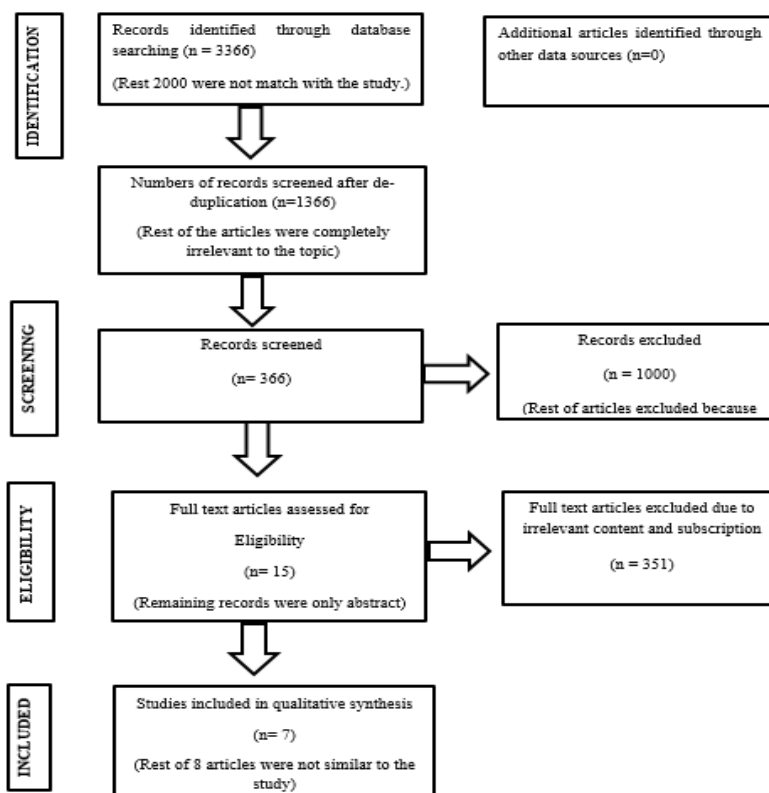 IDENTIFICATION
Records identified through database
searching (n = 3366)
(Rest 2000 were not match with the study.)
Additional articles identified through
other data sources (n=0)
Numbers of records screened after de-
duplication (n=1366)
(Rest of the articles were completely
irrelevant to the topic)
SCREENING
Records screened
(n= 366)
Records excluded
(n = 1000)
(Rest of articles excluded because
ELIGIBILITY
Full text articles assessed for
Eligibility
(n= 15)
(Remaining records were only abstract)
Full text articles excluded due to
irrelevant content and subscription
(n = 351)
INCLUDED
Studies included in qualitative synthesis
(n= 7)
(Rest of 8 articles were not similar to the
study)